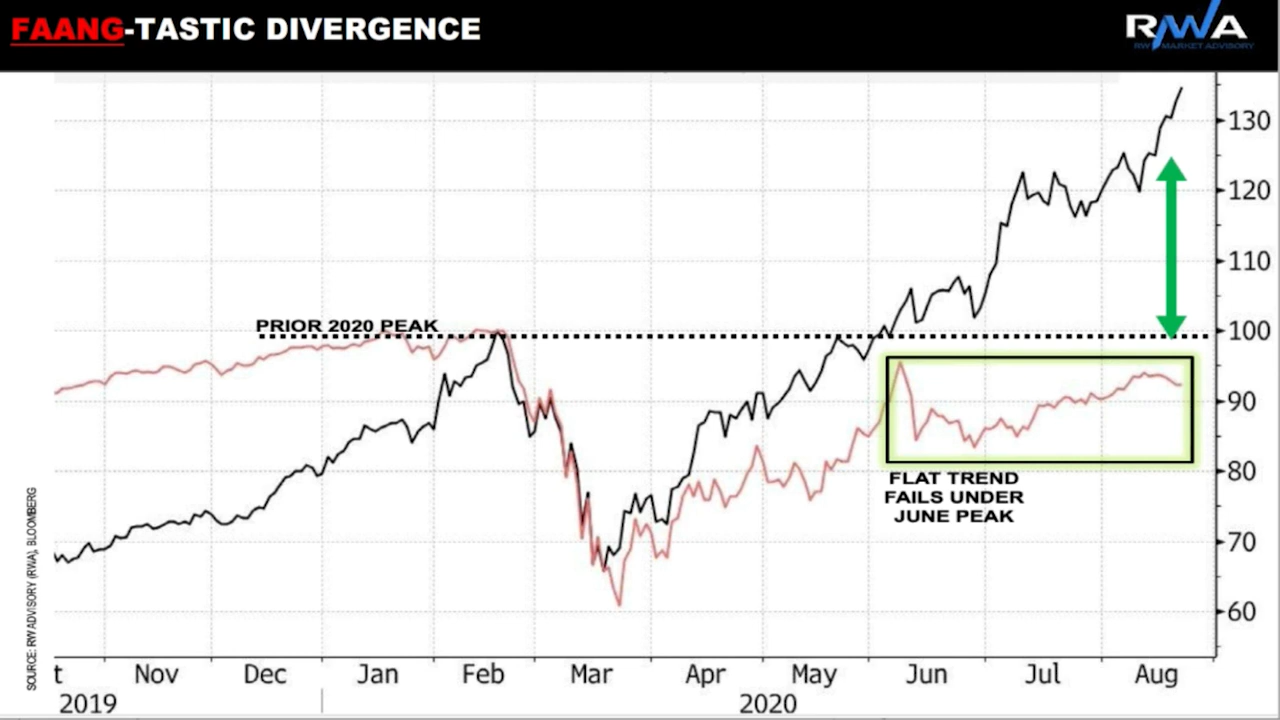 FAANG-TASTIC DIVERGENCE
RWA
RW MARKET ADVISORY
130
120
110
100
90
80
70
60
PRIOR 2020 PEAK
FLAT TREND
FAILS UNDER
JUNE PEAK
SOURCE: RW ADVISORY (RWA), BLOOMBERG
t Nov Dec Jan Feb Mar Apr May Jun Jul Aug
2019 2020